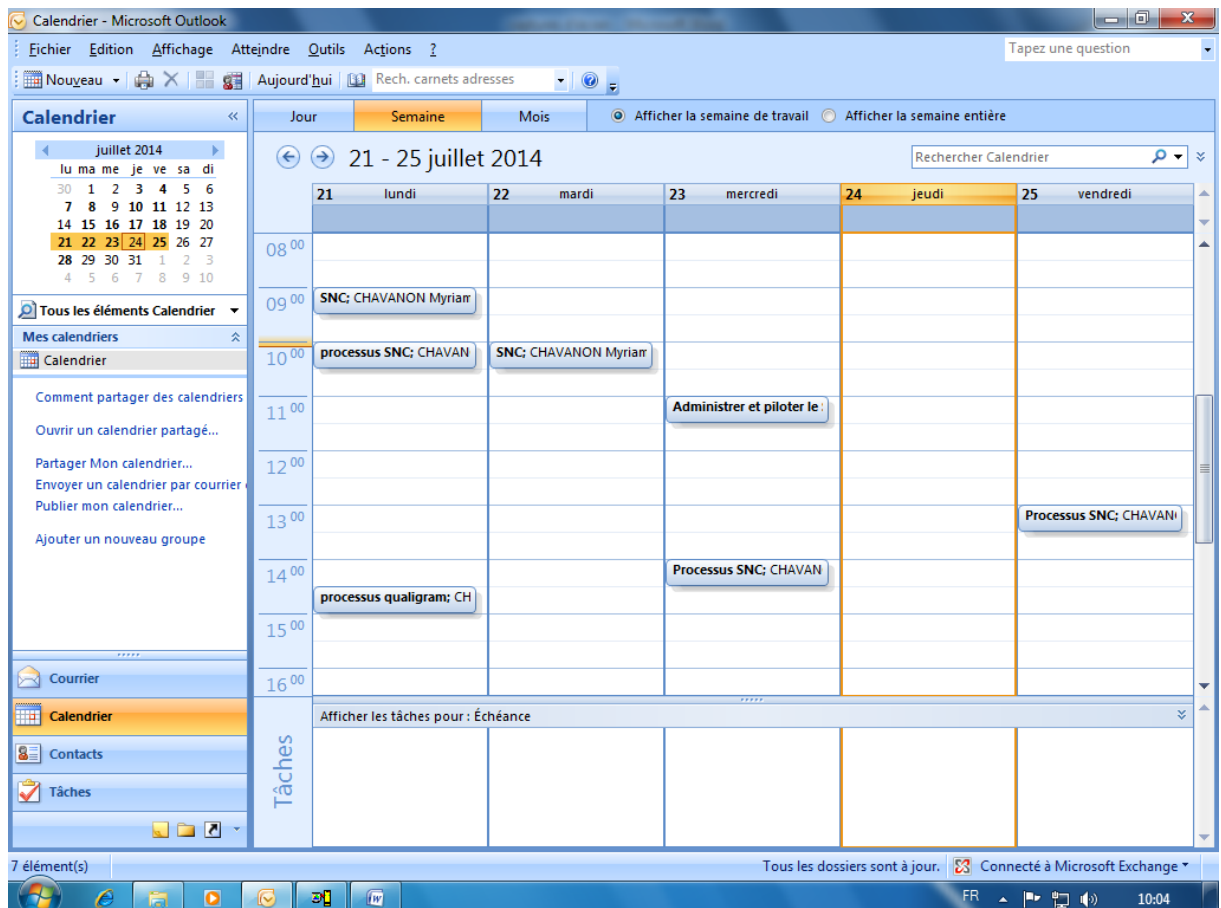 Calendrier - Microsoft Outlook
Fichier Edition Affichage Atteindre Outils Actions ?
Tapez une question
Nouveau Aujourd'hui Rech. carnets adresses
Calendrier «
Jour Semaine Mois Afficher la semaine de travail Afficher la semaine entière
juillet 2014
lu ma me je ve sa di
30 1 2 3 4 5 6
7 8 9 10 11 12 13
14 15 16 17 18 19 20
21 22 23 24 25 26 27
28 29 30 31 1 2 3
4 5 6 7 8 9 10
21 - 25 juillet 2014
Rechercher Calendrier
21 lundi 22 mardi 23 mercredi 24 jeudi 25 vendredi
Tous les éléments Calendrier
Mes calendriers
Calendrier
Comment partager des calendriers
Ouvrir un calendrier partagé...
Partager Mon calendrier...
Envoyer un calendrier par courrier
Publier mon calendrier...
Ajouter un nouveau groupe
08 00
09 00 SNC; CHAVANON Myriam
10 00 processus SNC; CHAVAN SNC; CHAVANON Myriam
11 00 Administrer et piloter le
12 00
13 00 Processus SNC; CHAVAN
14 00 Processus SNC; CHAVAN
processus qualigram; CH
15 00
16 00
Courrier
Calendrier
Contacts
Tâches
Afficher les tâches pour : Échéance
Tâches
7 élément(s)
Tous les dossiers sont à jour. Connecté à Microsoft Exchange
FR 10:04